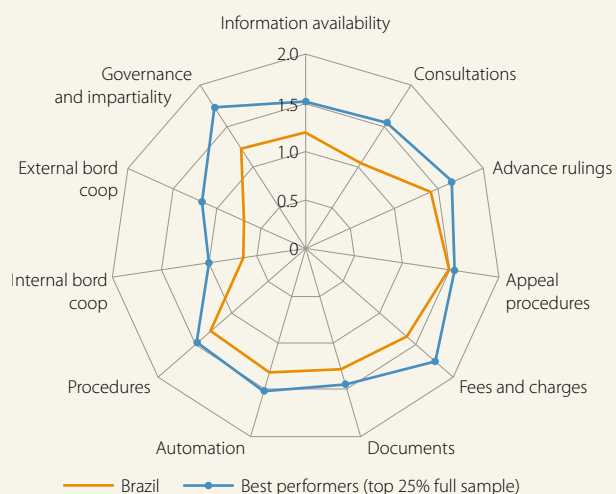 Information availability
2.0
Governance
and impartiality
Consultations
1.5
1.0
External bord
coop
Advance rulings
0.5
0
Internal bord
coop
Appeal
procedures
Procedures
Fees and charges
Automation
Documents
Brazil
Best performers (top 25% full sample)